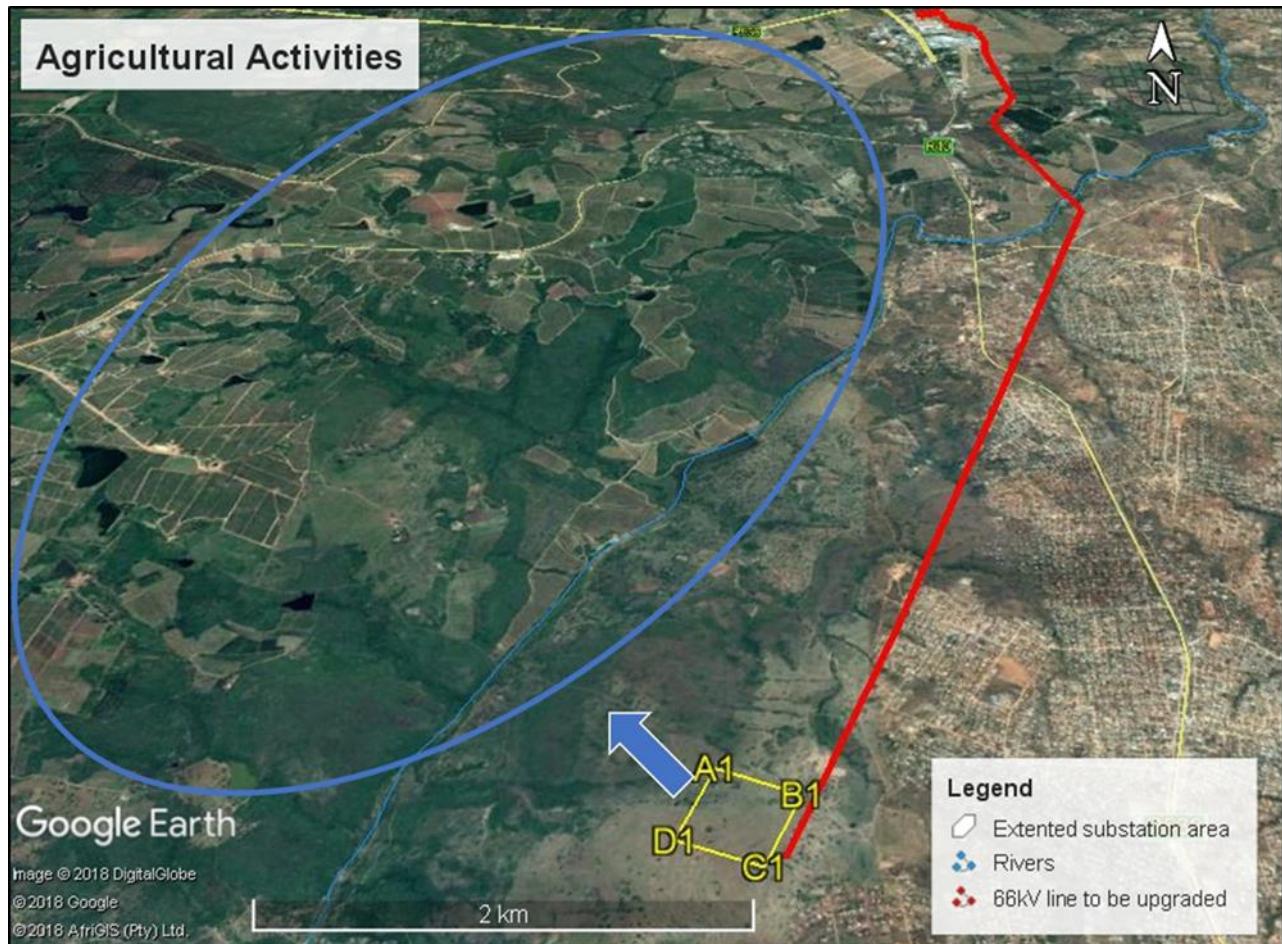 Agricultural Activities
N
A1
B1
D1
C1
Google Earth
Image © 2018 DigitalGlobe
© 2018 Google
© 2018 AfriGIS (Pty) Ltd.
2 km
Legend
Extented substation area
Rivers
66kV line to be upgraded